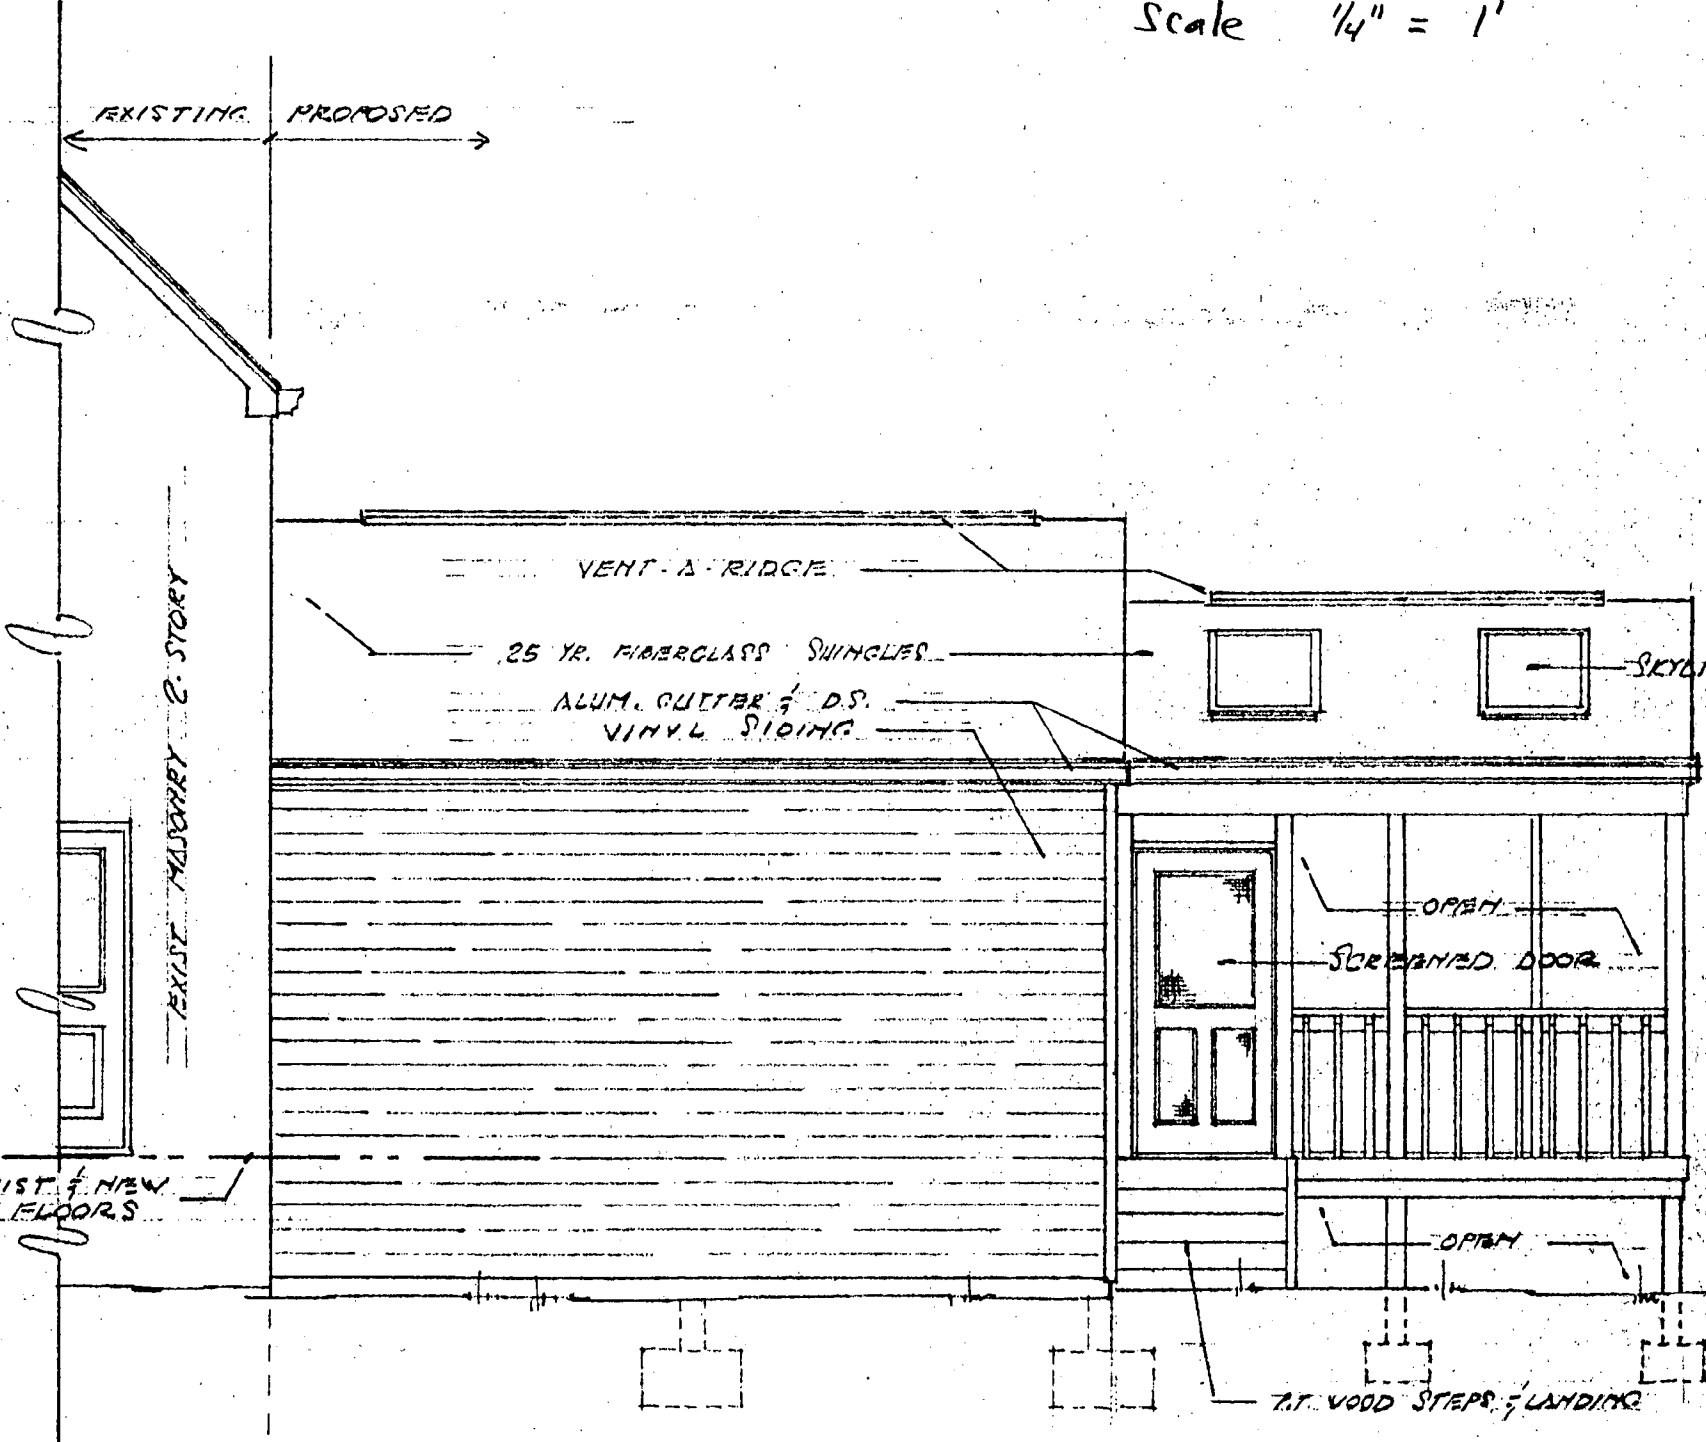 Scale 1/4" = 1'
EXISTING PROPOSED
VENT-A-RIDGE
25 YR. FIBERGLASS SHINGLES
SKYLI
ALUM. GUTTER & D.S.
VINYL SIDING
EXIST MASONRY 2-STORY
OPEN
SCREENED DOOR
IST & NEW
FLOORS
OPEN
P.T. WOOD STEPS & LANDING